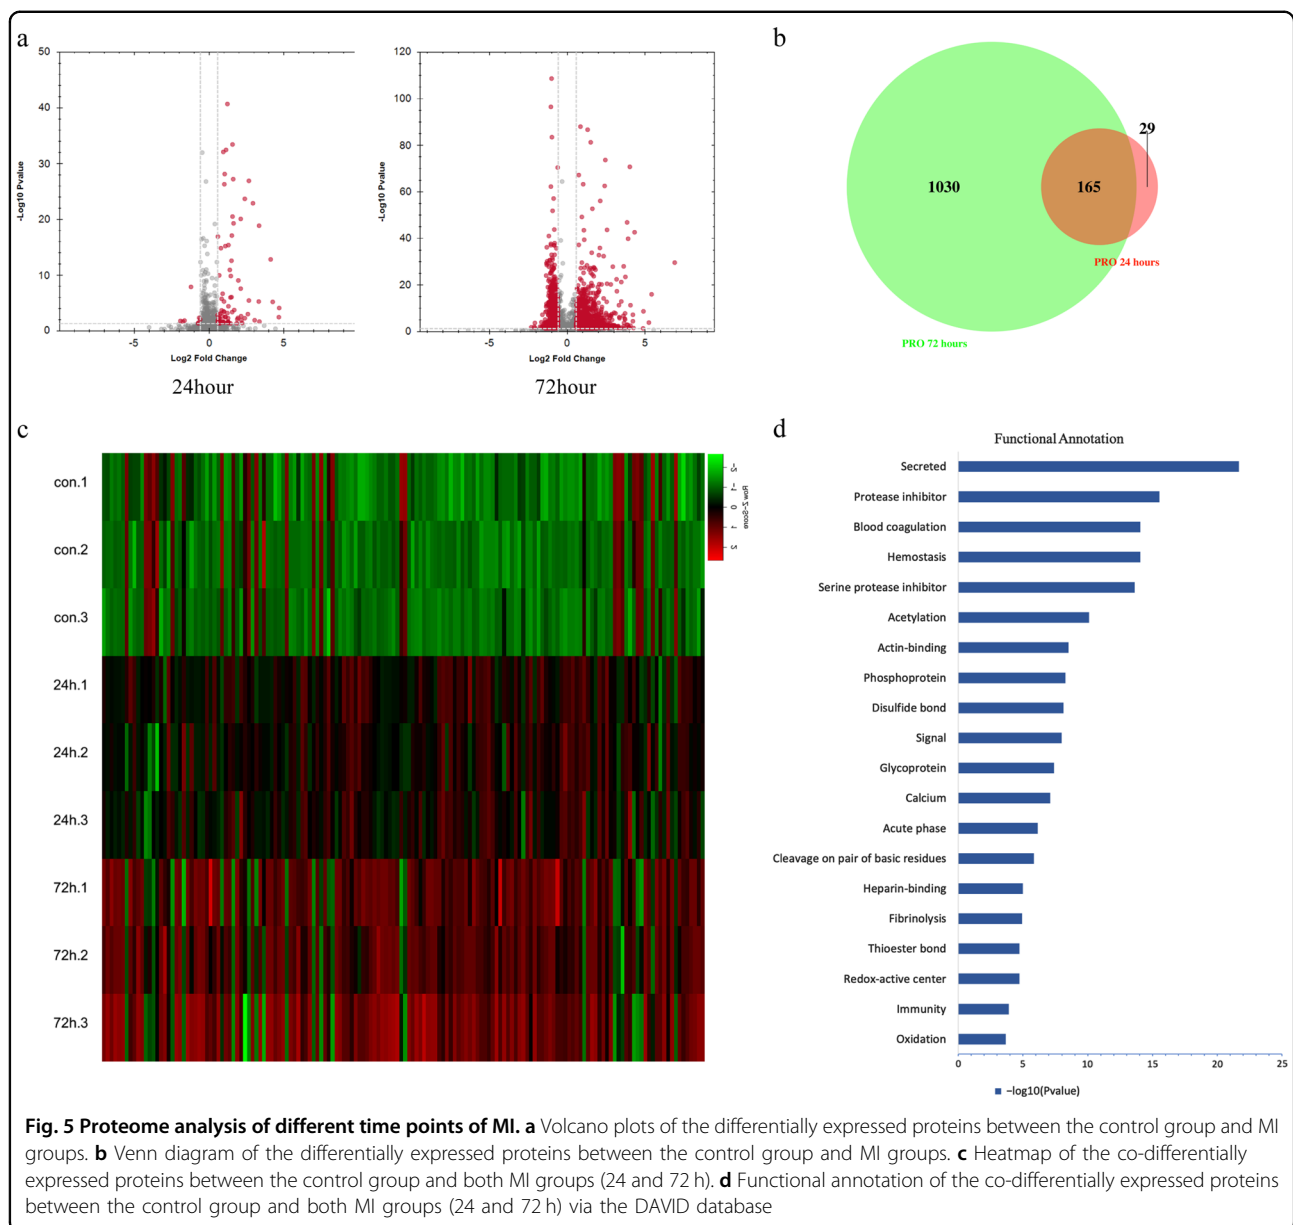 a
50
40
30
20
10
0
-Log10 Pvalue
-5
0
5
Log2 Fold Change
24hour
120
100
80
60
40
20
0
-Log10 Pvalue
-5
0
5
Log2 Fold Change
72hour
b
1030
165
29
PRO 24 hours
PRO 72 hours
c
con.1
con.2
con.3
24h.1
24h.2
24h.3
72h.1
72h.2
72h.3
-2
-1
0
1
2
Row Z-Score
d
Functional Annotation
Secreted
Protease inhibitor
Blood coagulation
Hemostasis
Serine protease inhibitor
Acetylation
Actin-binding
Phosphoprotein
Disulfide bond
Signal
Glycoprotein
Calcium
Acute phase
Cleavage on pair of basic residues
Heparin-binding
Fibrinolysis
Thioester bond
Redox-active center
Immunity
Oxidation
0 5 10 15 20 25
−log10(Pvalue)
Fig. 5 Proteome analysis of different time points of MI. a Volcano plots of the differentially expressed proteins between the control group and MI
groups. b Venn diagram of the differentially expressed proteins between the control group and MI groups. c Heatmap of the co-differentially
expressed proteins between the control group and both MI groups (24 and 72 h). d Functional annotation of the co-differentially expressed proteins
between the control group and both MI groups (24 and 72 h) via the DAVID database